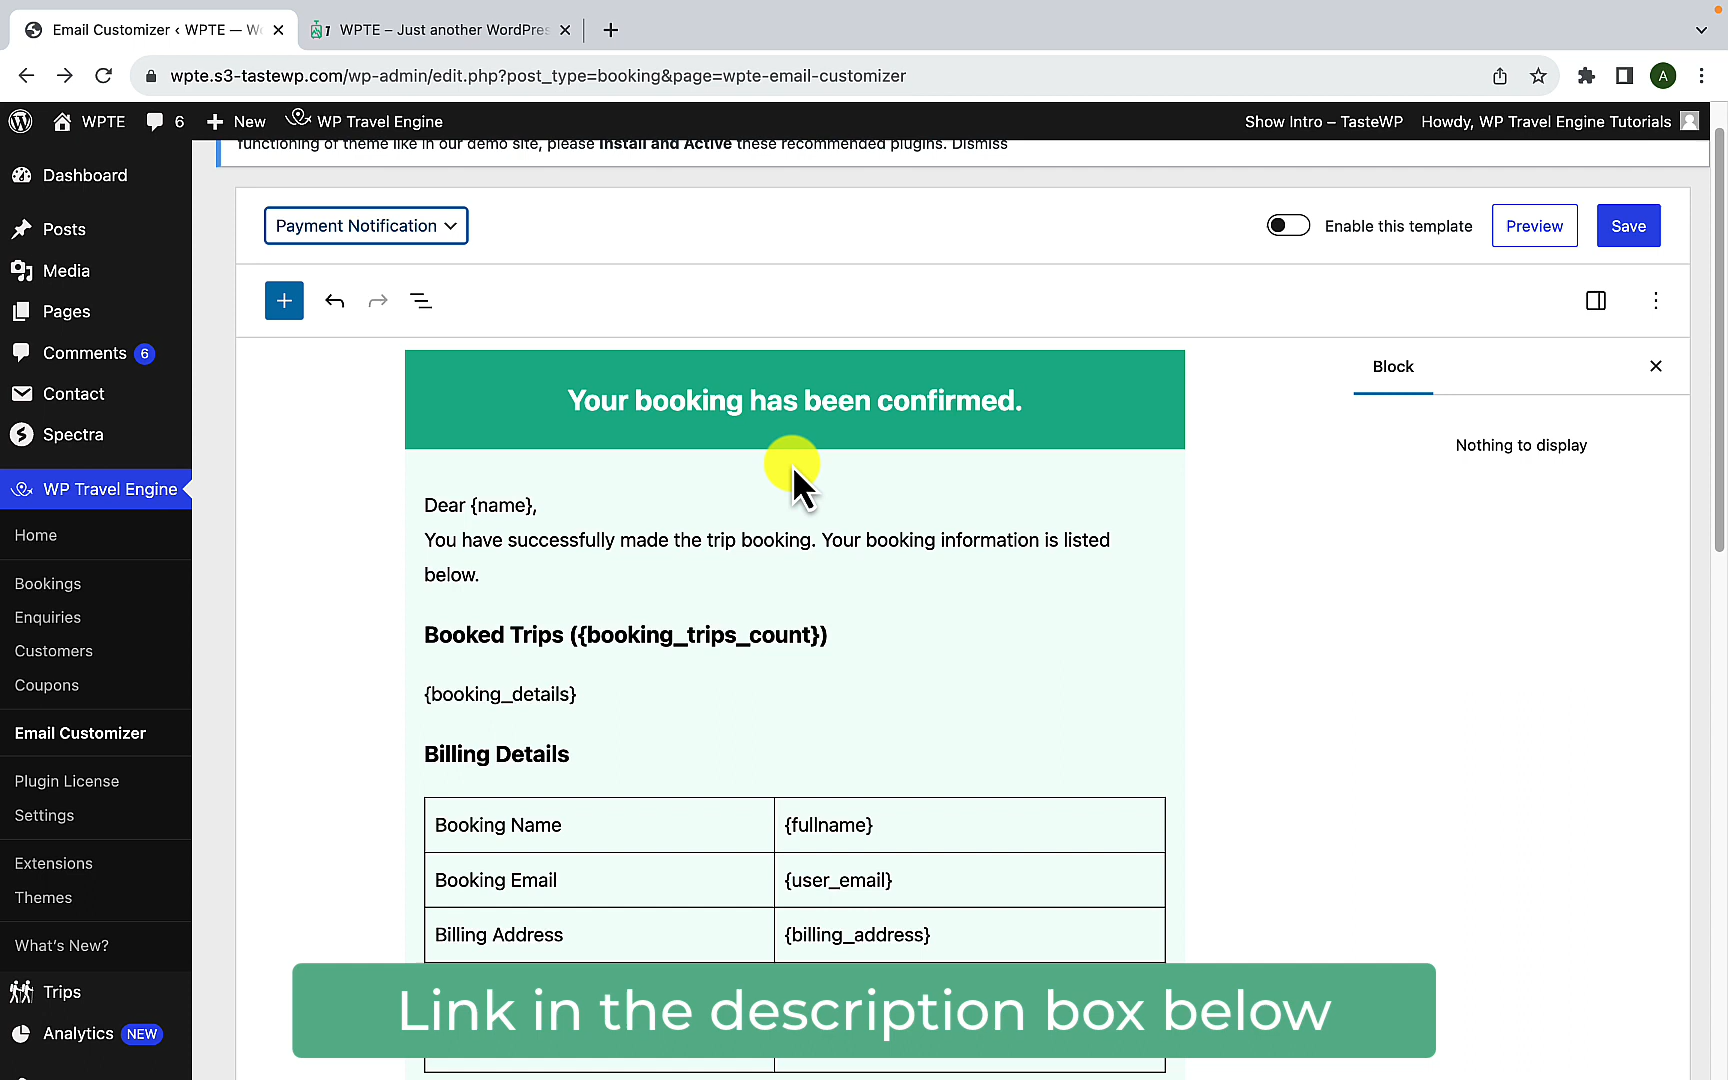 Email Customizer ‹ WPTE — W
WPTE – Just another WordPres
wpte.s3-tastewp.com/wp-admin/edit.php?post_type=booking&page=wpte-email-customizer
A
WPTE
6
New
WP Travel Engine
Show Intro – TasteWP
Howdy, WP Travel Engine Tutorials
functioning of theme like in our demo site, please Install and Active these recommended plugins. Dismiss
Dashboard
Posts
Media
Pages
Comments 6
Contact
Spectra
WP Travel Engine
Home
Bookings
Enquiries
Customers
Coupons
Email Customizer
Plugin License
Settings
Extensions
Themes
What's New?
Trips
Analytics NEW
Payment Notification
Enable this template
Preview
Save
Your booking has been confirmed.
Dear {name},
You have successfully made the trip booking. Your booking information is listed
below.
Booked Trips ({booking_trips_count})
{booking_details}
Billing Details
Booking Name {fullname}
Booking Email {user_email}
Billing Address {billing_address}
Block
Nothing to display
Link in the description box below